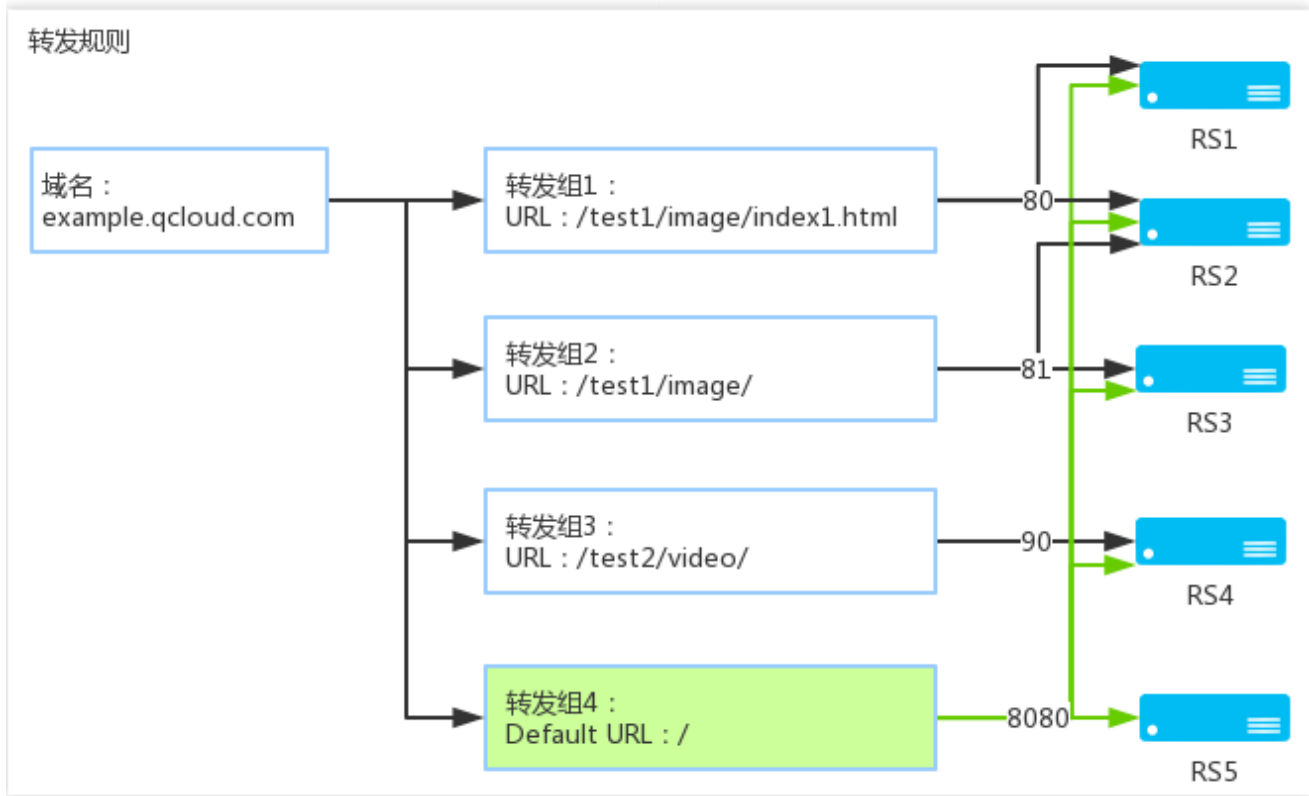 转发规则
域名：
example.qcloud.com
转发组1：
URL：/test1/image/index1.html
80
RS1
RS2
转发组2：
URL：/test1/image/
81
RS3
转发组3：
URL：/test2/video/
90
RS4
转发组4：
Default URL：/
8080
RS5